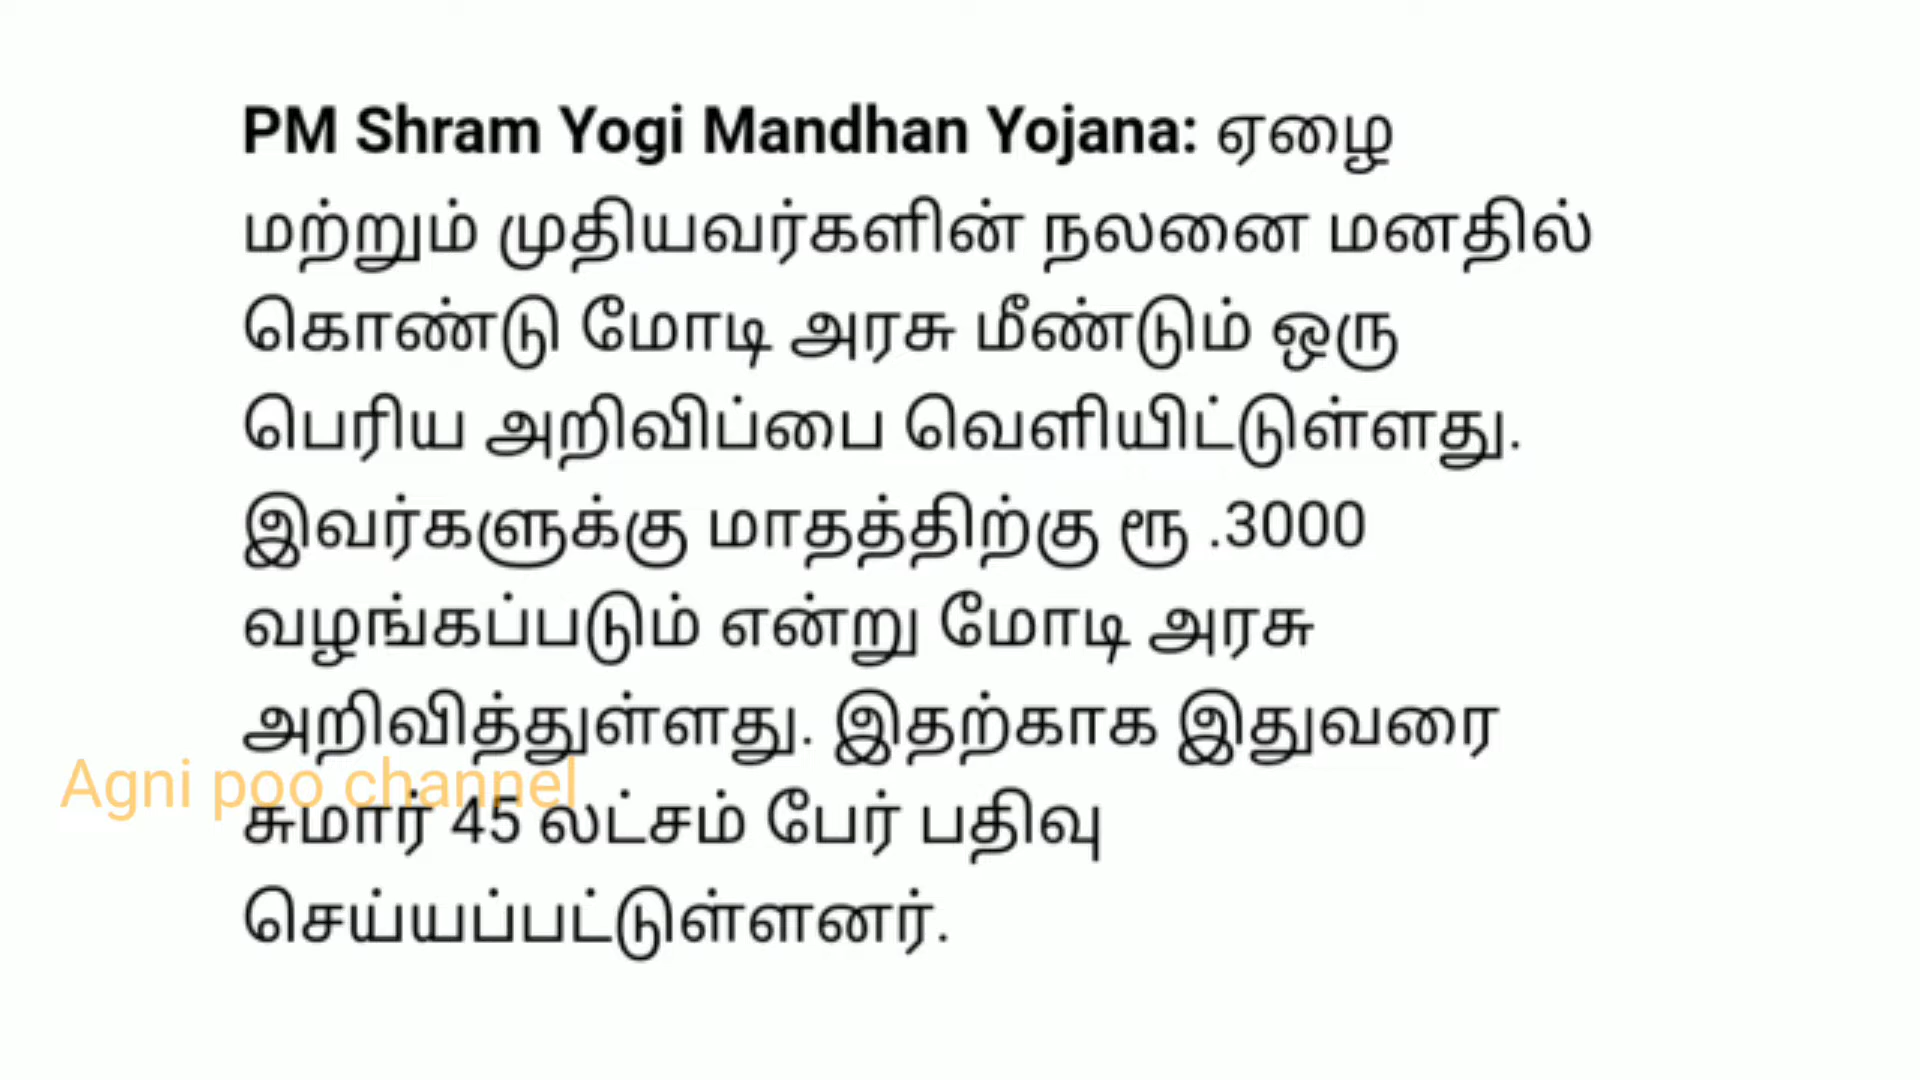 PM Shram Yogi Mandhan Yojana: ஏழை
மற்றும் முதியவர்களின் நலனை மனதில்
கொண்டு மோடி அரசு மீண்டும் ஒரு
பெரிய அறிவிப்பை வெளியிட்டுள்ளது.
இவர்களுக்கு மாதத்திற்கு ரூ .3000
வழங்கப்படும் என்று மோடி அரசு
அறிவித்துள்ளது. இதற்காக இதுவரை
Agni poo channel
சுமார் 45 லட்சம் பேர் பதிவு
செய்யப்பட்டுள்ளனர்.